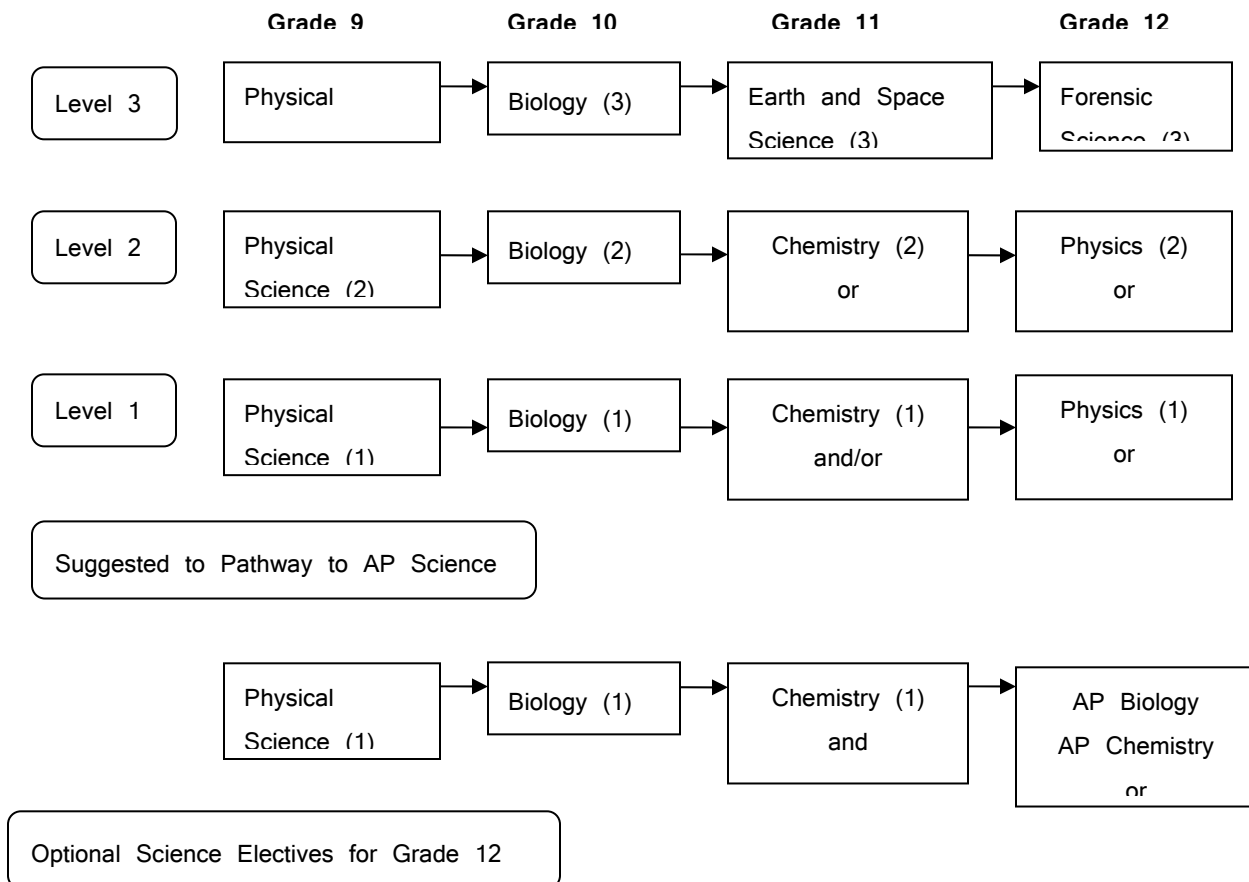 Grade 9 Grade 10 Grade 11 Grade 12
Level 3
Physical
Biology (3)
Earth and Space
Science (3)
Forensic
Science (3)
Level 2
Physical
Science (2)
Biology (2)
Chemistry (2)
or
Physics (2)
or
Level 1
Physical
Science (1)
Biology (1)
Chemistry (1)
and/or
Physics (1)
or
Suggested to Pathway to AP Science
Physical
Science (1)
Biology (1)
Chemistry (1)
and
AP Biology
AP Chemistry
or
Optional Science Electives for Grade 12